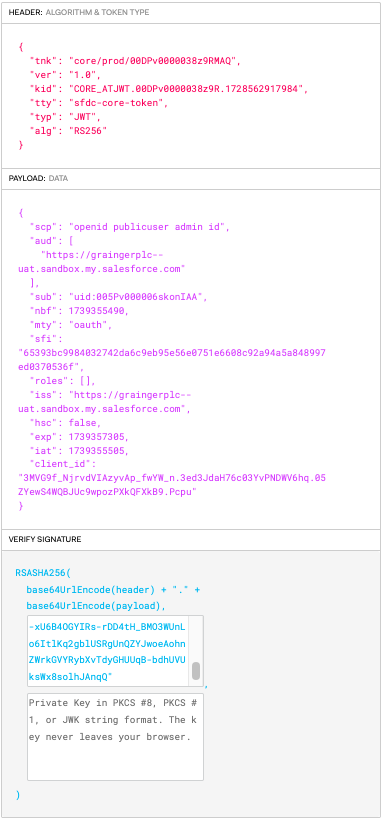 HEADER: ALGORITHM & TOKEN TYPE
{
"tnk": "core/prod/00DPv0000038z9RMAQ",
"ver": "1.0",
"kid": "CORE_ATJWT.00DPv0000038z9R.1728562917984",
"tty": "sfdc-core-token",
"typ": "JWT",
"alg": "RS256"
}
PAYLOAD: DATA
{
"scp": "openid publicuser admin id",
"aud": [
"https://graingerplc--
uat.sandbox.my.salesforce.com"
],
"sub": "uid:005Pv000006skonIAA",
"nbf": 1739355490,
"mty": "oauth",
"sfi":
"65393bc9984032742da6c9eb95e56e0751e6608c92a94a5a848997
ed0370536f",
"roles": [],
"iss": "https://graingerplc--
uat.sandbox.my.salesforce.com",
"hsc": false,
"exp": 1739357305,
"iat": 1739355505,
"client_id":
"3MVG9f_NjrvdVIAzyvAp_fwYW_n.3ed3JdaH76c03YvPNDWV6hq.05
ZYewS4WQBJUc9wpozPXkQFXkB9.Pcpu"
}
VERIFY SIGNATURE
RSASHA256(
base64UrlEncode(header) + "." +
base64UrlEncode(payload),
-xU6B4OGYIRs-rDD4tH_BMO3WUnL
o6ItlKq2gblUSRgUnQZYJwoeAohn
ZWrkGVYRybXvTdyGHUUqB-bdhUVU
ksWx8solhJAnqQ"
,
Private Key in PKCS #8, PKCS #
1, or JWK string format. The k
ey never leaves your browser.
)